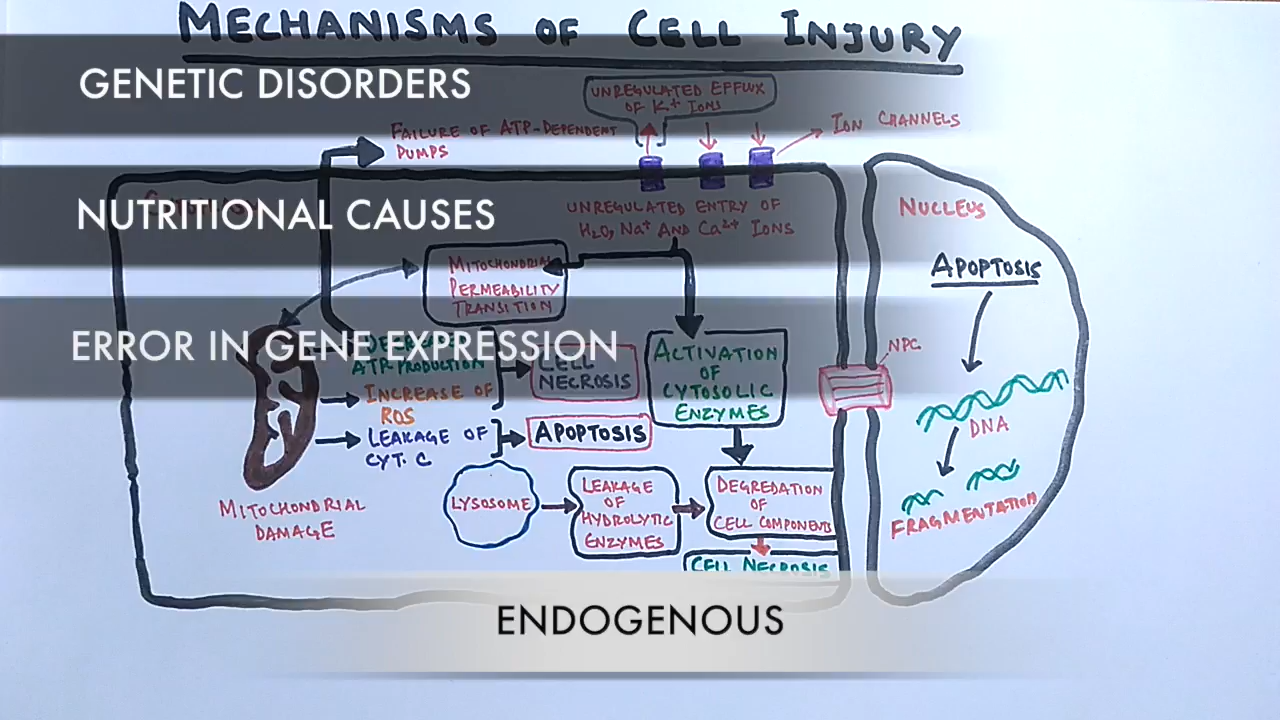 MECHANISMS OF CELL INJURY
GENETIC DISORDERS
UNREGULATED EFFLUX
OF K+ IONS
FAILURE OF ATP-DEPENDENT
PUMPS
ION CHANNELS
NUTRITIONAL CAUSES
UNREGULATED ENTRY OF
H2O, Na+ AND Ca2+ IONS
NUCLEUS
MITOCHONDRIAL
PERMEABILITY
TRANSITION
APOPTOSIS
ERROR IN GENE EXPRESSION
ATP PRODUCTION
INCREASE OF
ROS
LEAKAGE OF
CYT. C
CELL
NECROSIS
APOPTOSIS
ACTIVATION
OF
CYTOSOLIC
ENZYMES
NPC
DNA
FRAGMENTATION
MITOCHONDRIAL
DAMAGE
LYSOSOME
LEAKAGE
OF
HYDROLYTIC
ENZYMES
DEGREDATION
OF
CELL COMPONENTS
CELL NECROSIS
ENDOGENOUS